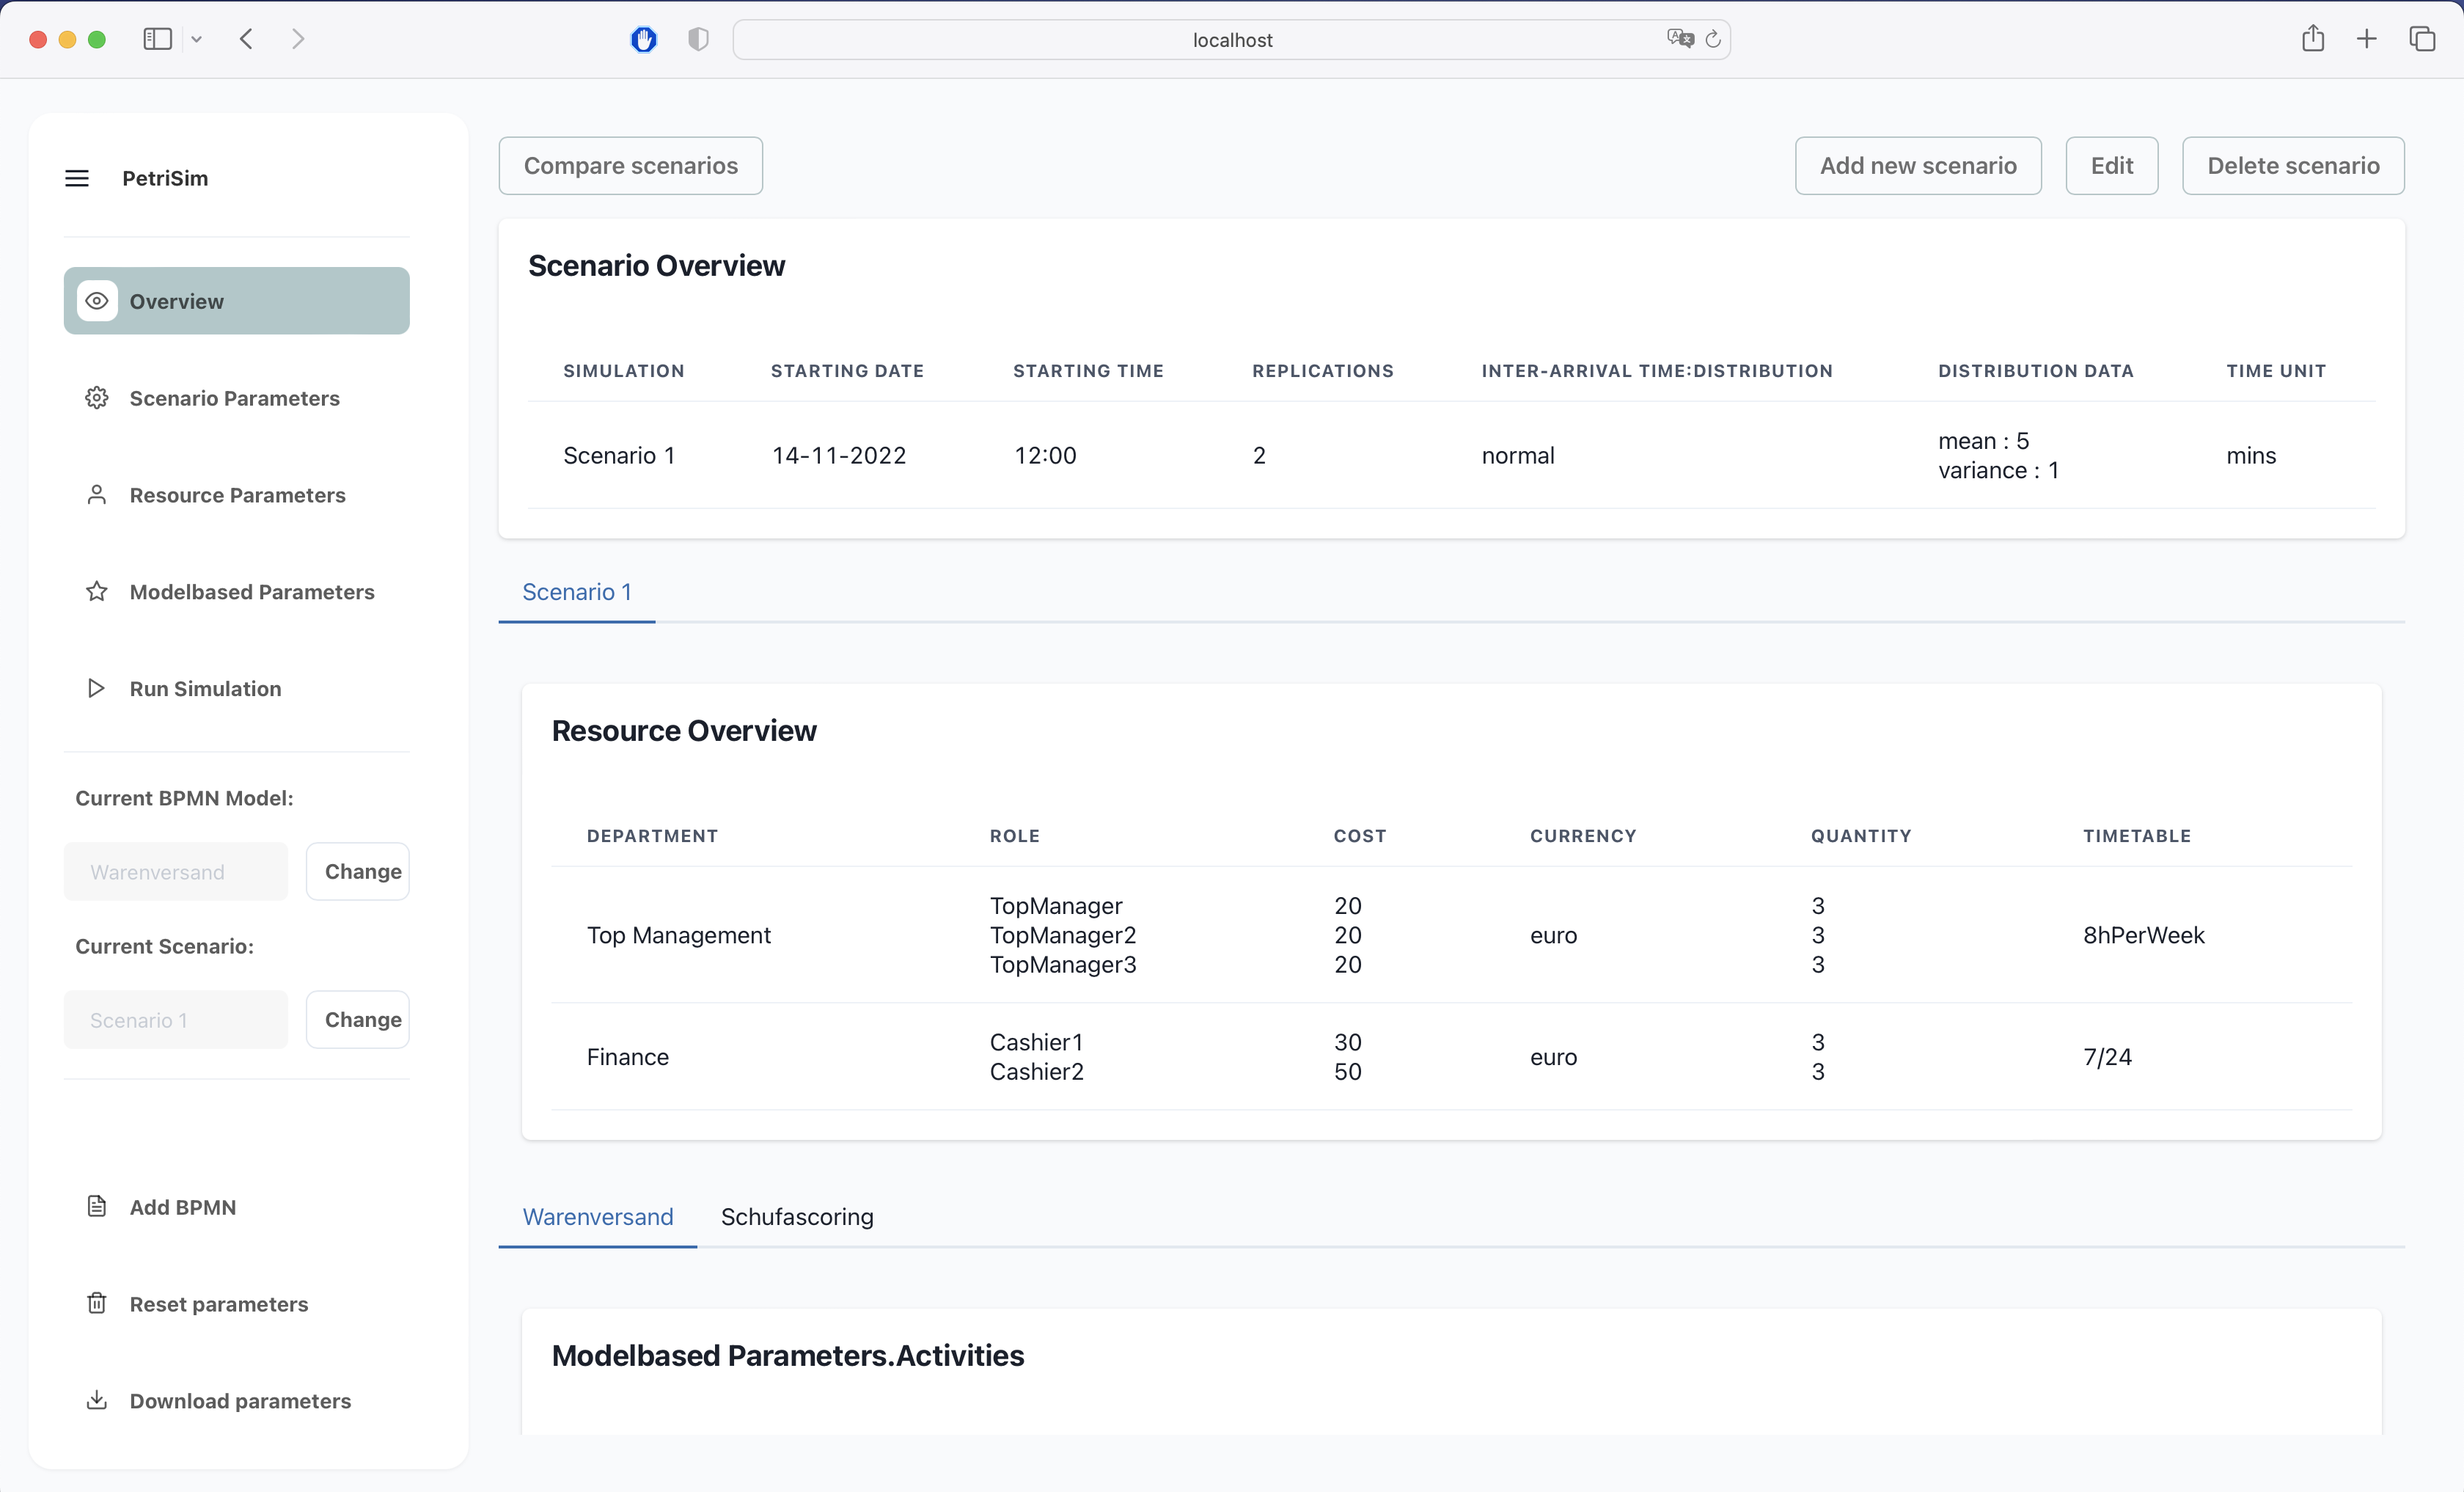 localhost
PetriSim
Overview
Scenario Parameters
Resource Parameters
Modelbased Parameters
Run Simulation
Current BPMN Model:
Warenversand Change
Current Scenario:
Scenario 1 Change
Add BPMN
Reset parameters
Download parameters
Compare scenarios Add new scenario Edit Delete scenario
Scenario Overview
SIMULATION STARTING DATE STARTING TIME REPLICATIONS INTER-ARRIVAL TIME:DISTRIBUTION DISTRIBUTION DATA TIME UNIT
Scenario 1 14-11-2022 12:00 2 normal mean : 5 mins
variance : 1
Scenario 1
Resource Overview
DEPARTMENT ROLE COST CURRENCY QUANTITY TIMETABLE
TopManager 20 3
Top Management TopManager2 20 euro 3 8hPerWeek
TopManager3 20 3
Cashier1 30 3
Finance euro 7/24
Cashier2 50 3
Warenversand Schufascoring
Modelbased Parameters.Activities